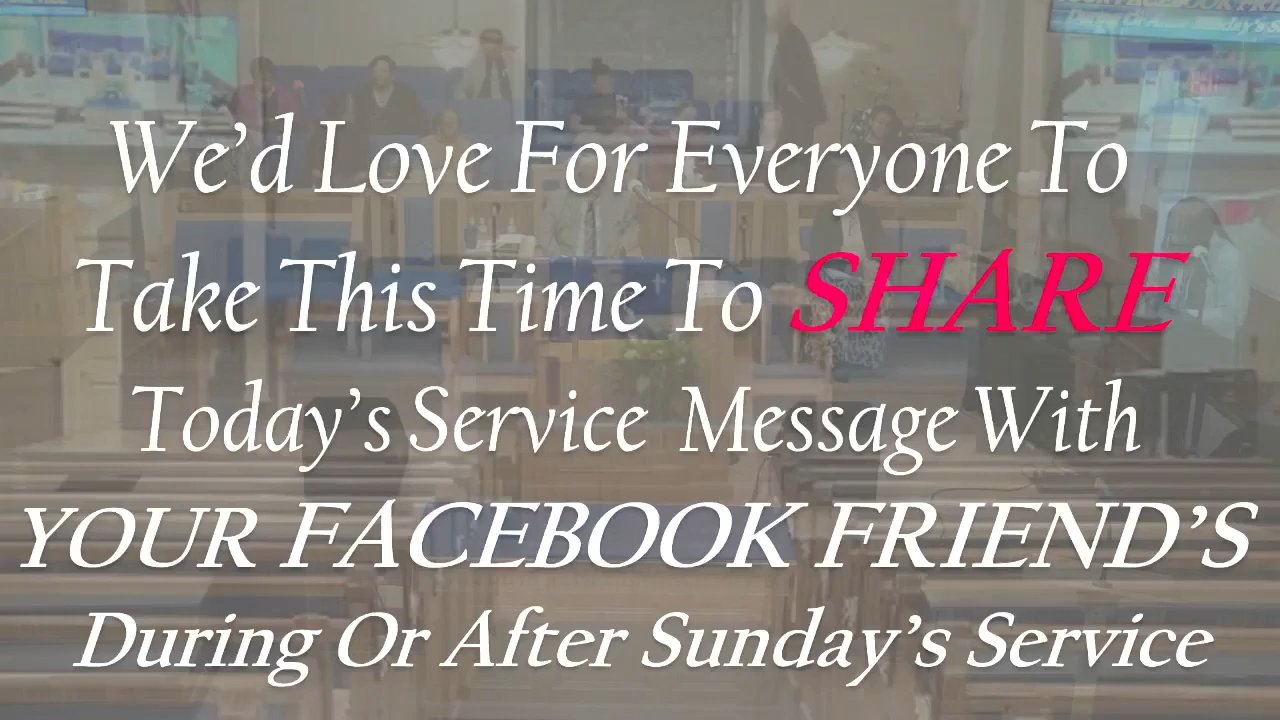 We'd Love For Everyone To
Take This Time To SHARE
Today's Service Message With
YOUR FACEBOOK FRIEND'S
During Or After Sunday's Service